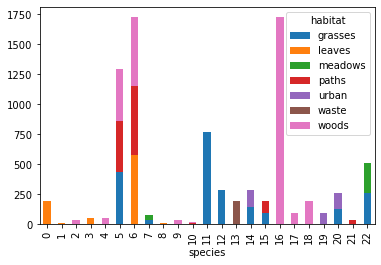 1750
1500
1250
1000
750
500
250
0
habitat
grasses
leaves
meadows
paths
urban
waste
woods
0 1 2 3 4 5 6 7 8 9 10 11 12 13 14 15 16 17 18 19 20 21 22
species